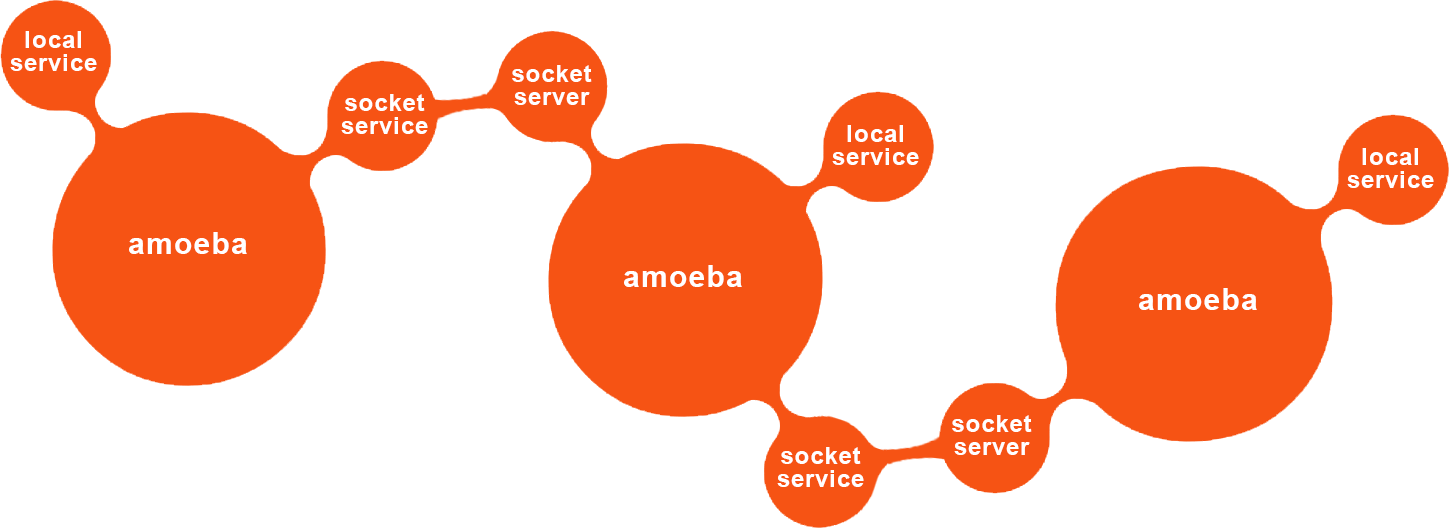 local
service
socket
service
socket
server
local
service
local
service
amoeba
amoeba
amoeba
socket
service
socket
server